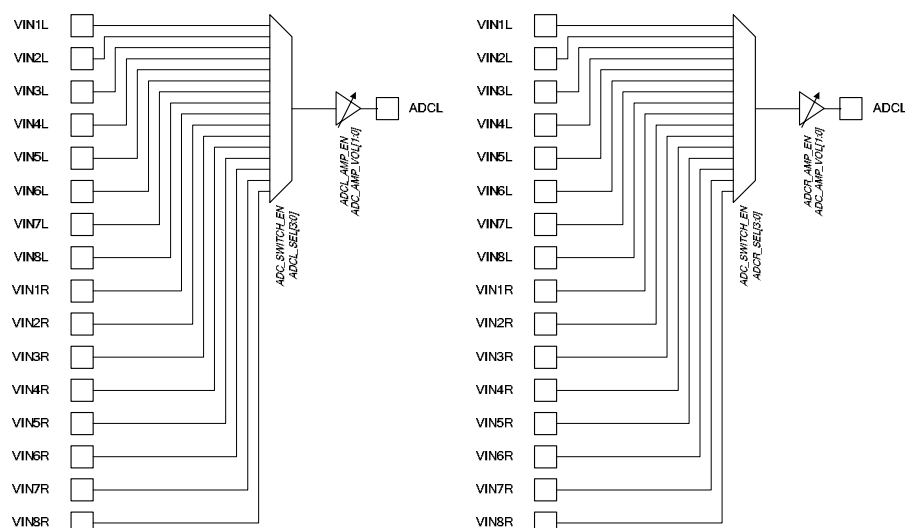 VIN1L
VIN2L
VIN3L
VIN4L
VIN5L
VIN6L
VIN7L
VIN8L
VIN1R
VIN2R
VIN3R
VIN4R
VIN5R
VIN6R
VIN7R
VIN8R
ADC_SWITCH_EN
ADCL_SEL[3:0]
ADCL_AMP_EN
ADC_AMP_VOL[1:0]
ADCL
VIN1L
VIN2L
VIN3L
VIN4L
VIN5L
VIN6L
VIN7L
VIN8L
VIN1R
VIN2R
VIN3R
VIN4R
VIN5R
VIN6R
VIN7R
VIN8R
ADC_SWITCH_EN
ADCR_SEL[3:0]
ADCR_AMP_EN
ADC_AMP_VOL[1:0]
ADCL